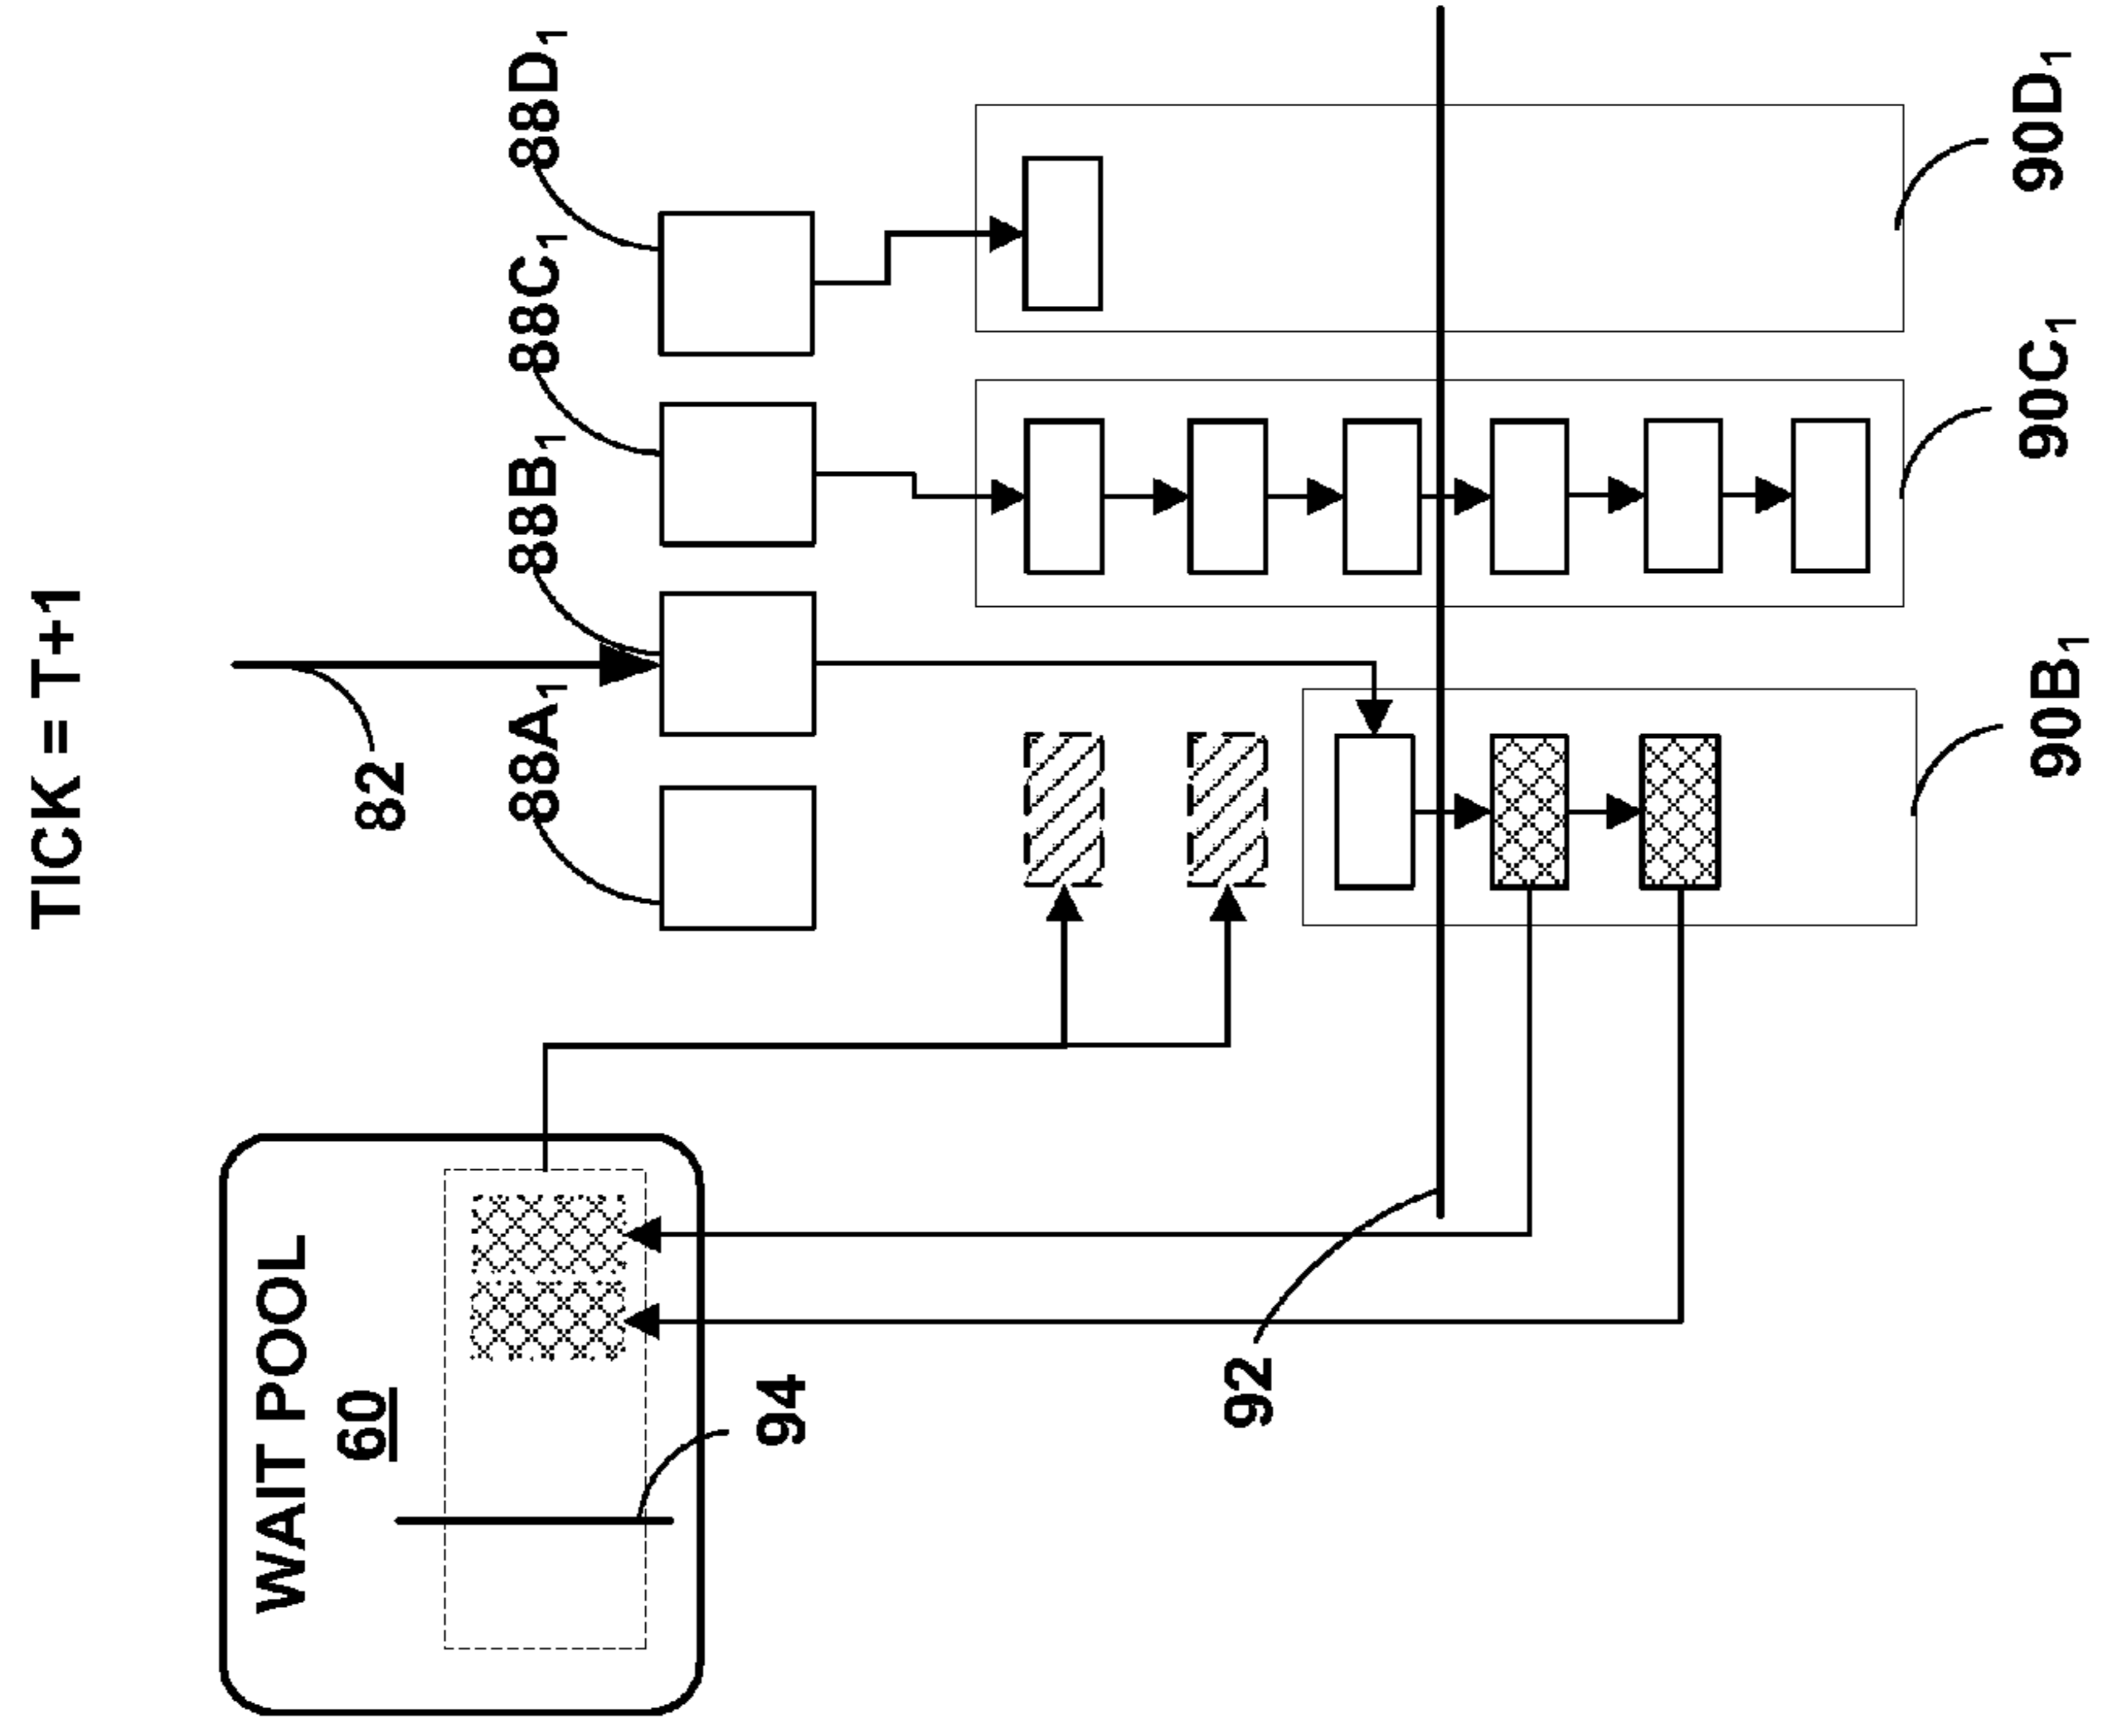 TICK = T+1
WAIT POOL
60
82
88A₁
88B₁
88C₁
88D₁
94
92
90B₁
90C₁
90D₁